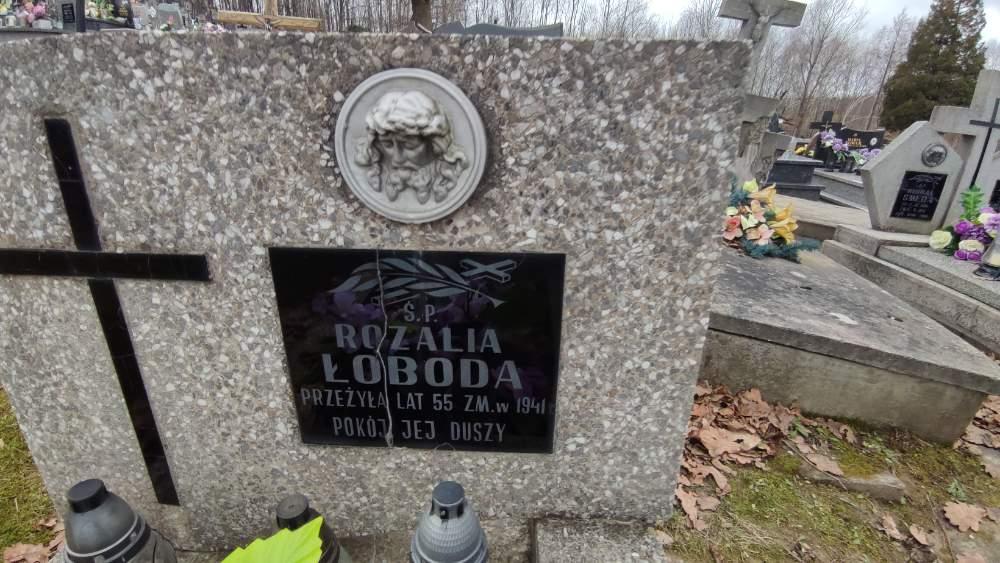 Ś.P.
ROZALIA
ŁOBODA
PRZEŻYŁA LAT 55 ZM. w 1941
POKÓJ JEJ DUSZY